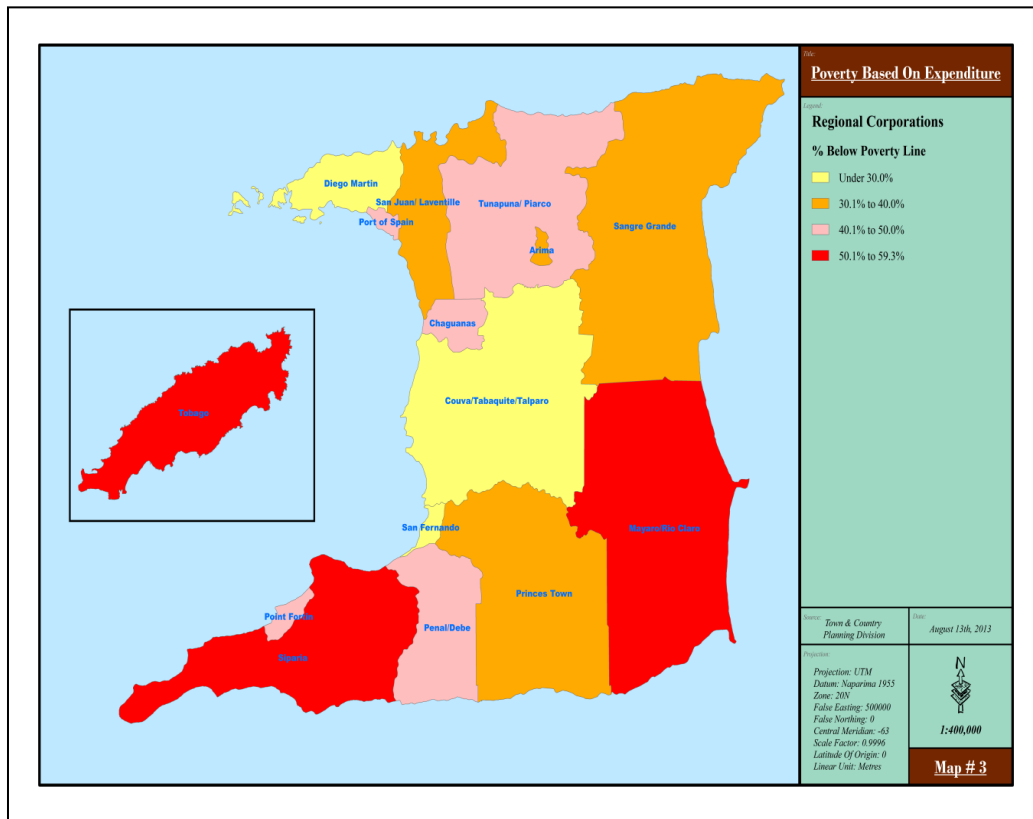 Title:
Poverty Based On Expenditure
Legend:
Regional Corporations
% Below Poverty Line
Under 30.0%
30.1% to 40.0%
40.1% to 50.0%
50.1% to 59.3%
Diego Martin
San Juan/ Laventille
Port of Spain
Tunapuna/ Piarco
Arima
Sangre Grande
Chaguanas
Couva/Tabaquite/Talparo
Tobago
San Fernando
Mayaro/Rio Claro
Princes Town
Point Fortin
Penal/Debe
Siparia
Source:
Town & Country
Planning Division
Date:
August 13th, 2013
Projection:
Projection: UTM
Datum: Naparima 1955
Zone: 20N
False Easting: 500000
False Northing: 0
Central Meridian: -63
Scale Factor: 0.9996
Latitude Of Origin: 0
Linear Unit: Metres
N
1:400,000
Map # 3